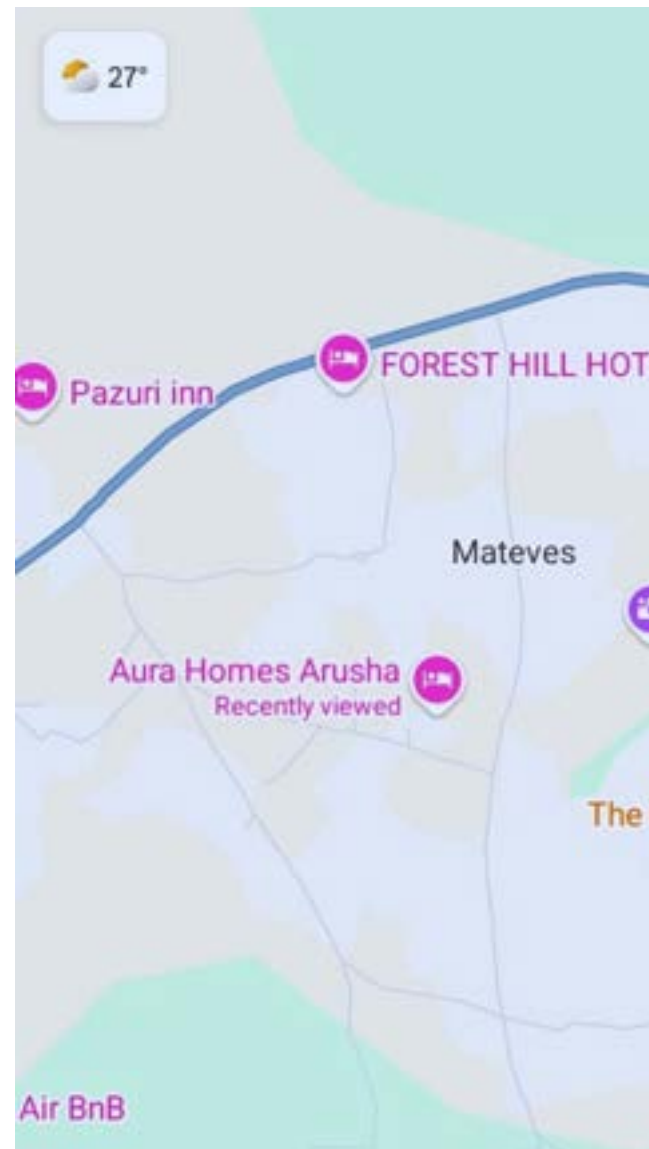 27°
FOREST HILL HOT
Pazuri inn
Mateves
Aura Homes Arusha
Recently viewed
The
Air BnB